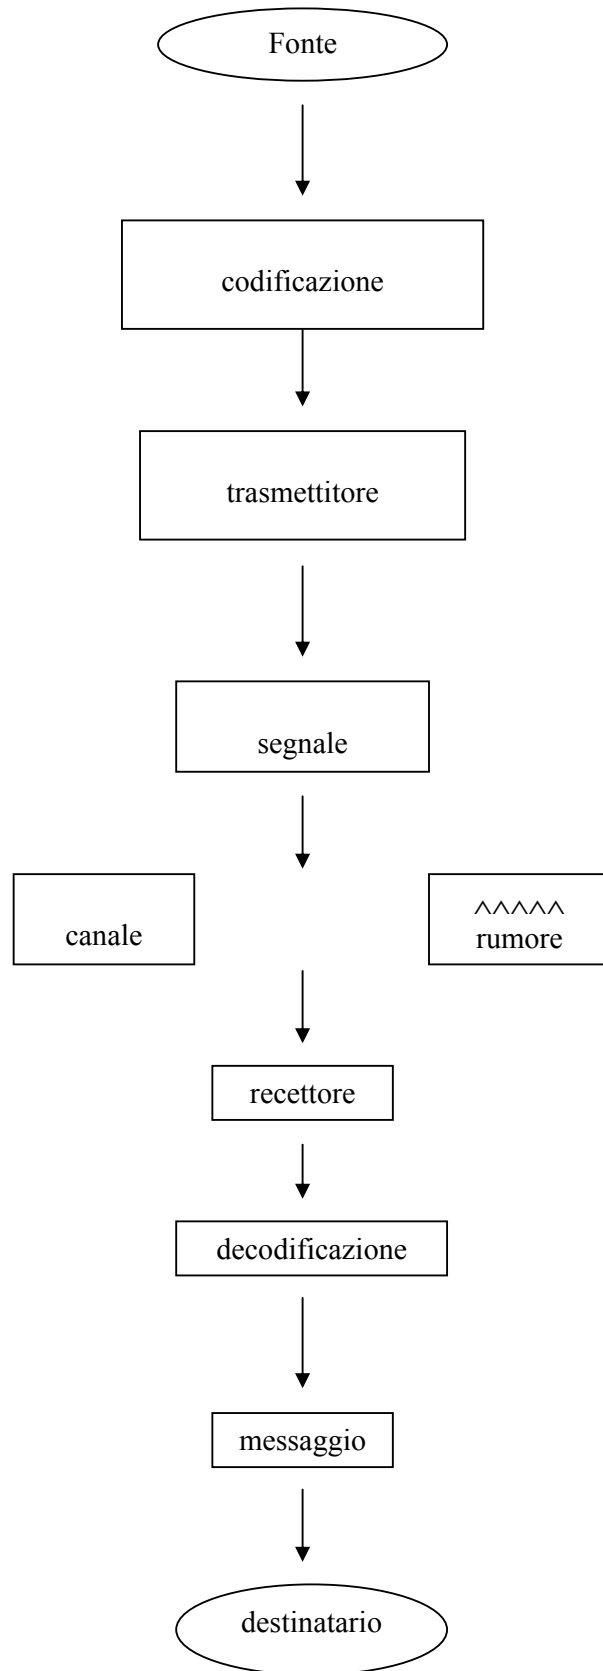 Fonte
codificazione
trasmettitore
segnale
canale
^^^^^
rumore
recettore
decodificazione
messaggio
destinatario